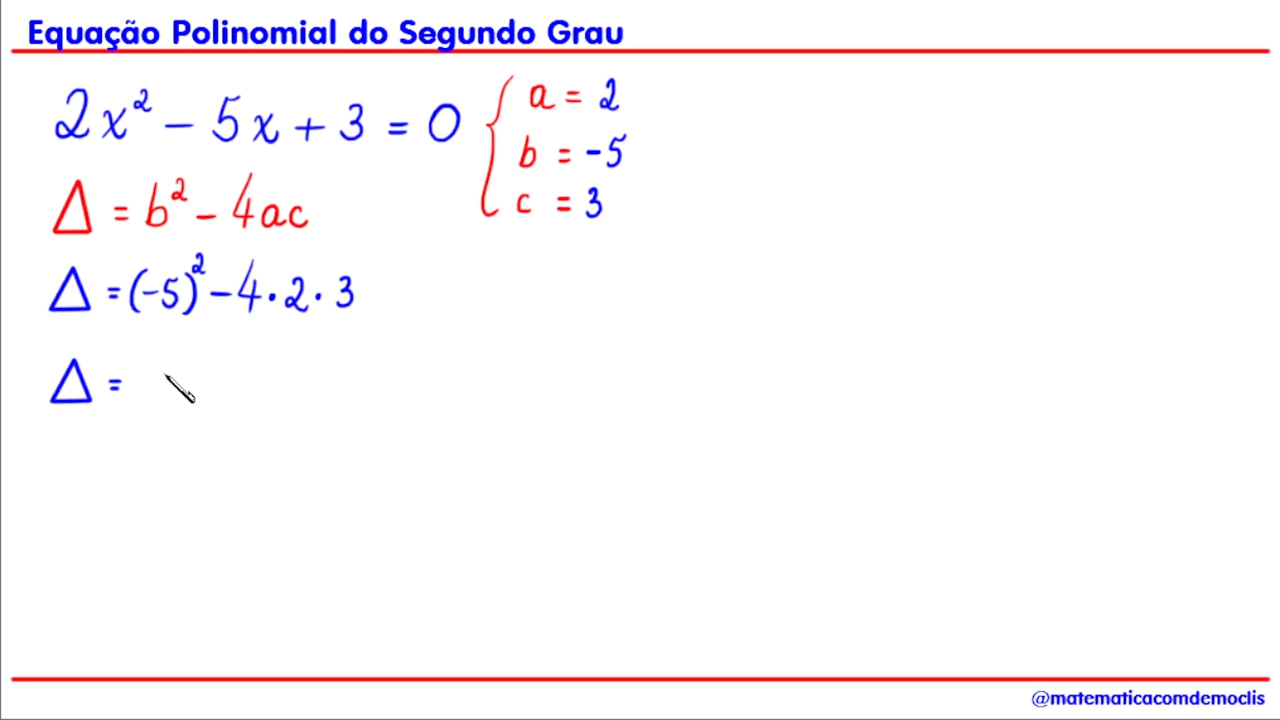 Equação Polinomial do Segundo Grau
2x² - 5x + 3 = 0
a = 2
b = -5
c = 3
Δ = b² - 4ac
Δ = (-5)² - 4 · 2 · 3
Δ =
@matematicacomdemoclis